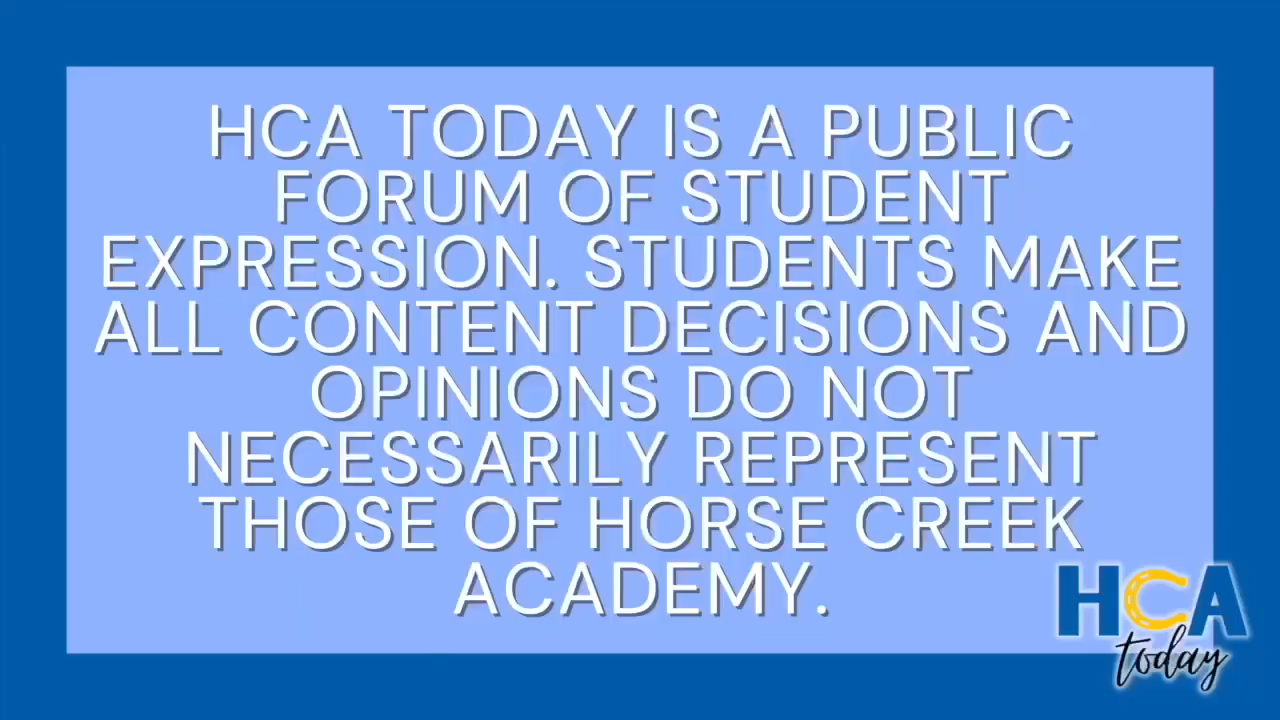 HCA TODAY IS A PUBLIC
FORUM OF STUDENT
EXPRESSION. STUDENTS MAKE
ALL CONTENT DECISIONS AND
OPINIONS DO NOT
NECESSARILY REPRESENT
THOSE OF HORSE CREEK
ACADEMY.
HCA
today